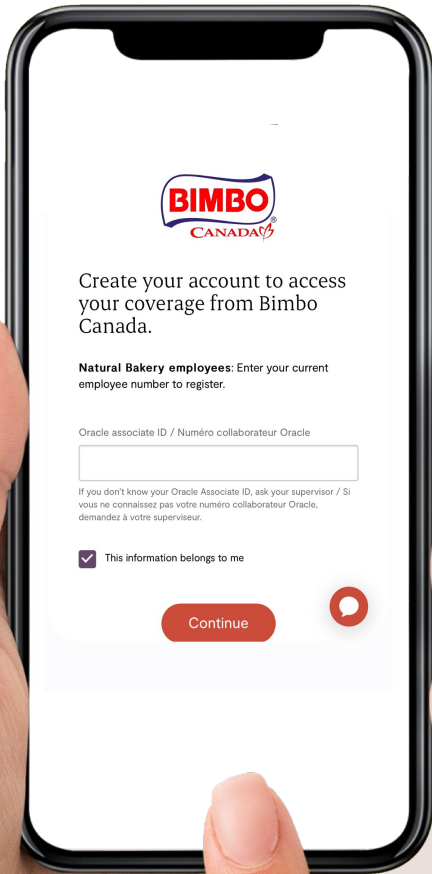 BIMBO
®
CANADA
Create your account to access
your coverage from Bimbo
Canada.
Natural Bakery employees: Enter your current
employee number to register.
Oracle associate ID / Numéro collaborateur Oracle
If you don't know your Oracle Associate ID, ask your supervisor / Si
vous ne connaissez pas votre numéro collaborateur Oracle,
demandez à votre superviseur.
This information belongs to me
Continue